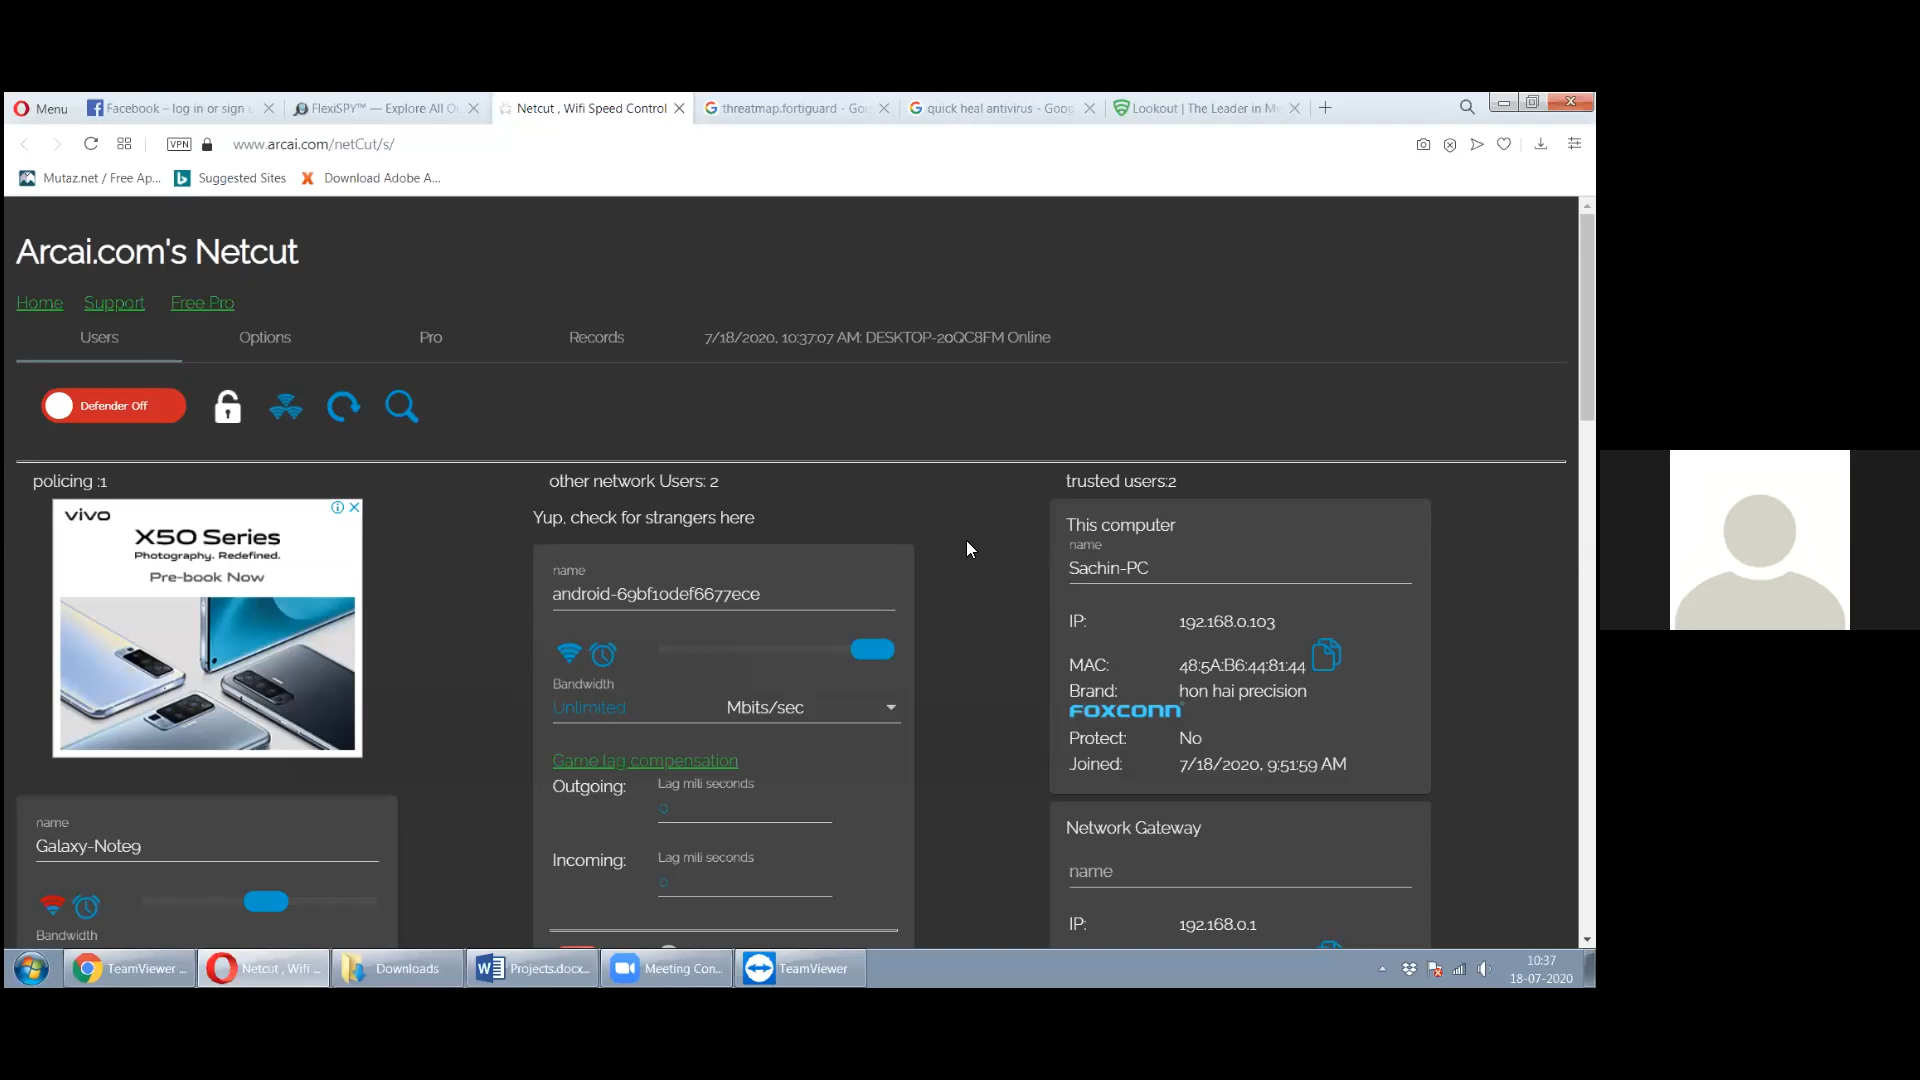 Menu
Facebook – log in or sign u
FlexiSPY™ — Explore All O
Netcut , Wifi Speed Control
threatmap.fortiguard - Goo
quick heal antivirus - Goog
Lookout | The Leader in Mo
VPN
www.arcai.com/netCut/s/
Mutaz.net / Free Ap...
Suggested Sites
Download Adobe A...
Arcai.com's Netcut
Home Support Free Pro
Users Options Pro Records 7/18/2020, 10:37:07 AM: DESKTOP-20QC8FM Online
Defender Off
policing :1
vivo
X50 Series
Photography. Redefined.
Pre-book Now
name
Galaxy-Note9
Bandwidth
other network Users: 2
Yup, check for strangers here
name
android-69bf10def6677ece
Bandwidth
Unlimited Mbits/sec
Game lag compensation
Outgoing: Lag mili seconds
0
Incoming: Lag mili seconds
0
trusted users:2
This computer
name
Sachin-PC
IP: 192.168.0.103
MAC: 48:5A:B6:44:81:44
Brand: hon hai precision
FOXCONN
Protect: No
Joined: 7/18/2020, 9:51:59 AM
Network Gateway
name
IP: 192.168.0.1
TeamViewer ...
Netcut , Wifi ...
Downloads
Projects.docx...
Meeting Con...
TeamViewer
10:37
18-07-2020